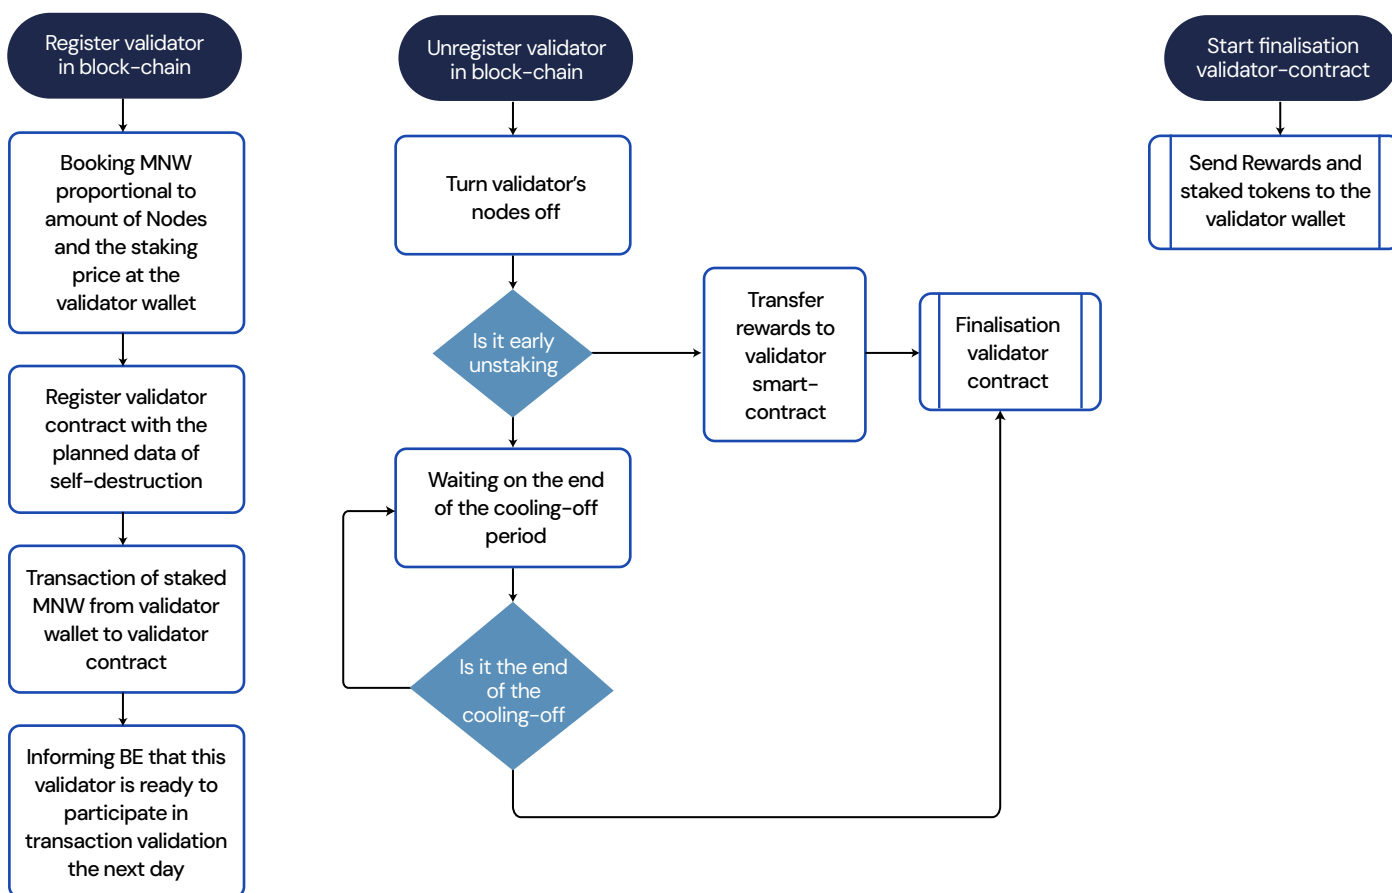 Register validator
in block-chain
Booking MNW
proportional to
amount of Nodes
and the staking
price at the
validator wallet
Register validator
contract with the
planned data of
self-destruction
Transaction of staked
MNW from validator
wallet to validator
contract
Informing BE that this
validator is ready to
participate in
transaction validation
the next day
Unregister validator
in block-chain
Turn validator’s
nodes off
Is it early
unstaking
Waiting on the end
of the cooling-off
period
Is it the end
of the
cooling-off
Transfer
rewards to
validator
smart-
contract
Finalisation
validator
contract
Start finalisation
validator-contract
Send Rewards and
staked tokens to the
validator wallet